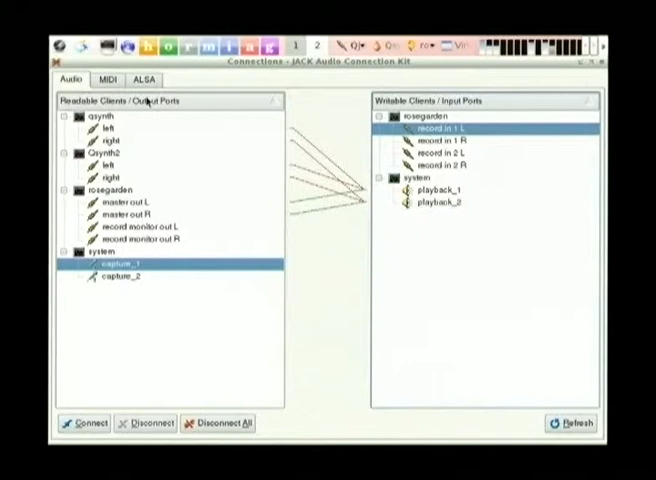 h o r m i a g 1 2
Connections - JACK Audio Connection Kit
Audio MIDI ALSA
Readable Clients / Output Ports
qsynth
left
right
Qsynth2
left
right
rosegarden
master out L
master out R
record monitor out L
record monitor out R
system
capture_1
capture_2
Writable Clients / Input Ports
rosegarden
record in 1 L
record in 1 R
record in 2 L
record in 2 R
system
playback_1
playback_2
Connect Disconnect Disconnect All Refresh